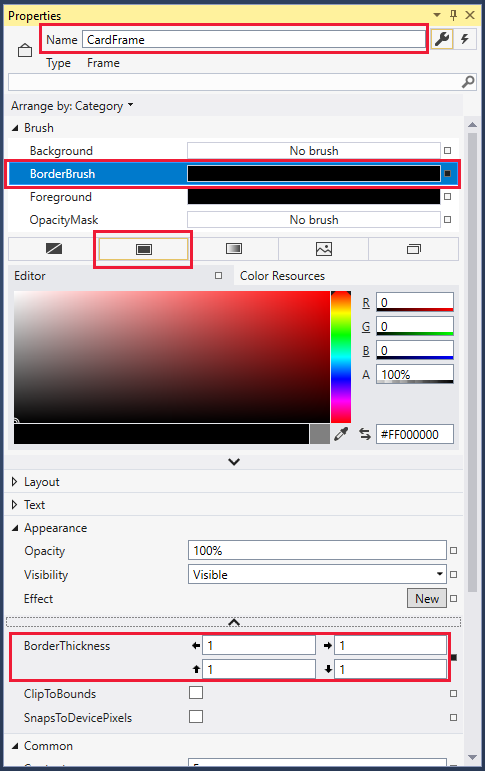 Properties
Name CardFrame
Type Frame
Arrange by: Category
Brush
Background No brush
BorderBrush
Foreground
OpacityMask No brush
Editor Color Resources
R 0
G 0
B 0
A 100%
#FF000000
Layout
Text
Appearance
Opacity 100%
Visibility Visible
Effect New
BorderThickness 1 1
1 1
ClipToBounds
SnapsToDevicePixels
Common